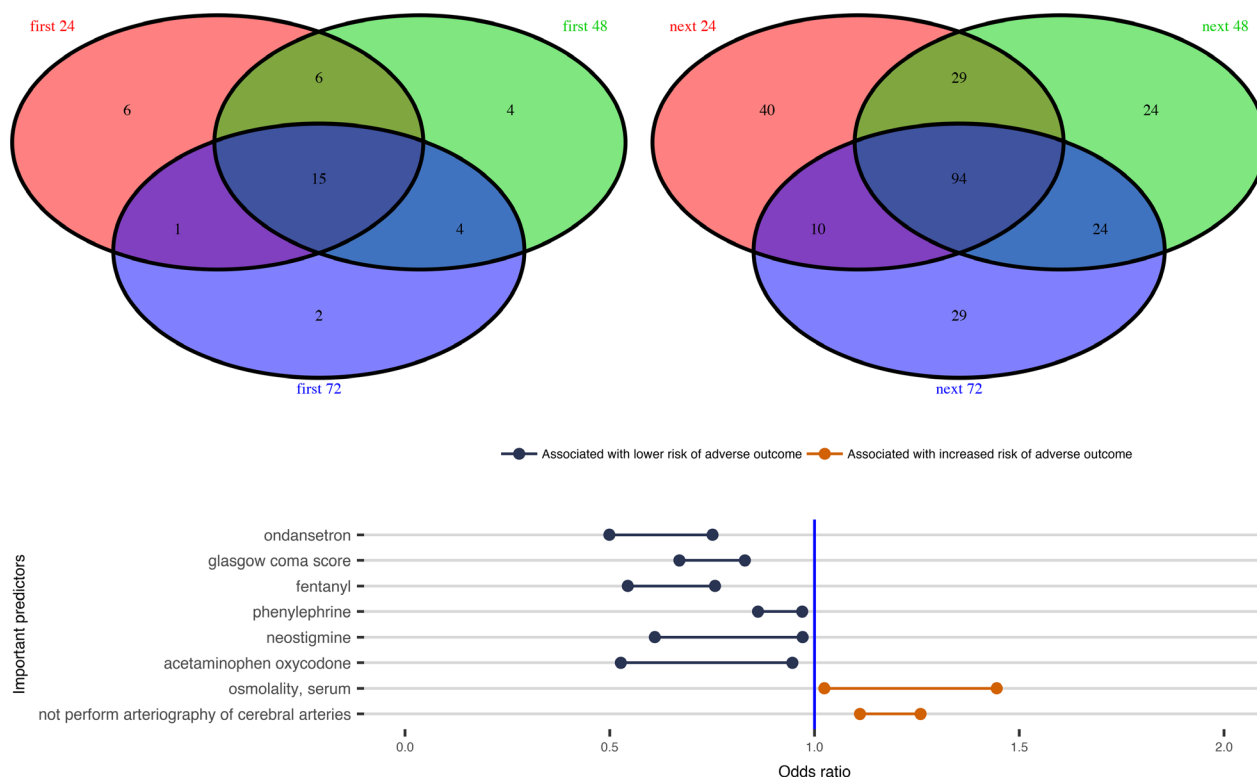 first 24
first 48
6
6
4
15
1
4
2
first 72
next 24
next 48
29
40
24
94
10
24
29
next 72
Associated with lower risk of adverse outcome
Associated with increased risk of adverse outcome
Important predictors
ondansetron
glasgow coma score
fentanyl
phenylephrine
neostigmine
acetaminophen oxycodone
osmolality, serum
not perform arteriography of cerebral arteries
0.0
0.5
1.0
1.5
2.0
Odds ratio